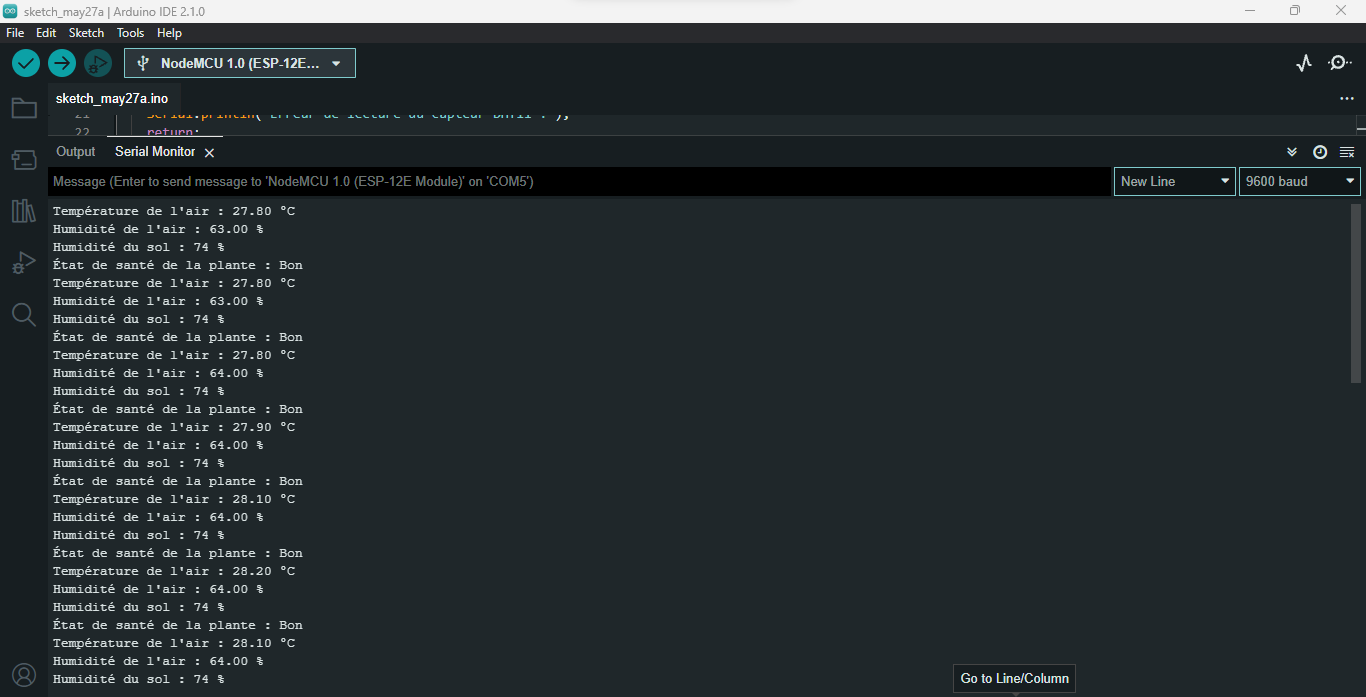 sketch_may27a | Arduino IDE 2.1.0
File Edit Sketch Tools Help
NodeMCU 1.0 (ESP-12E...
sketch_may27a.ino
...
21 Serial.println("Erreur de lecture du capteur DHT11 !");
22 return;
Output Serial Monitor
Message (Enter to send message to 'NodeMCU 1.0 (ESP-12E Module)' on 'COM5')
New Line
9600 baud
Température de l'air : 27.80 °C
Humidité de l'air : 63.00 %
Humidité du sol : 74 %
État de santé de la plante : Bon
Température de l'air : 27.80 °C
Humidité de l'air : 63.00 %
Humidité du sol : 74 %
État de santé de la plante : Bon
Température de l'air : 27.80 °C
Humidité de l'air : 64.00 %
Humidité du sol : 74 %
État de santé de la plante : Bon
Température de l'air : 27.90 °C
Humidité de l'air : 64.00 %
Humidité du sol : 74 %
État de santé de la plante : Bon
Température de l'air : 28.10 °C
Humidité de l'air : 64.00 %
Humidité du sol : 74 %
État de santé de la plante : Bon
Température de l'air : 28.20 °C
Humidité de l'air : 64.00 %
Humidité du sol : 74 %
État de santé de la plante : Bon
Température de l'air : 28.10 °C
Humidité de l'air : 64.00 %
Humidité du sol : 74 %
Go to Line/Column